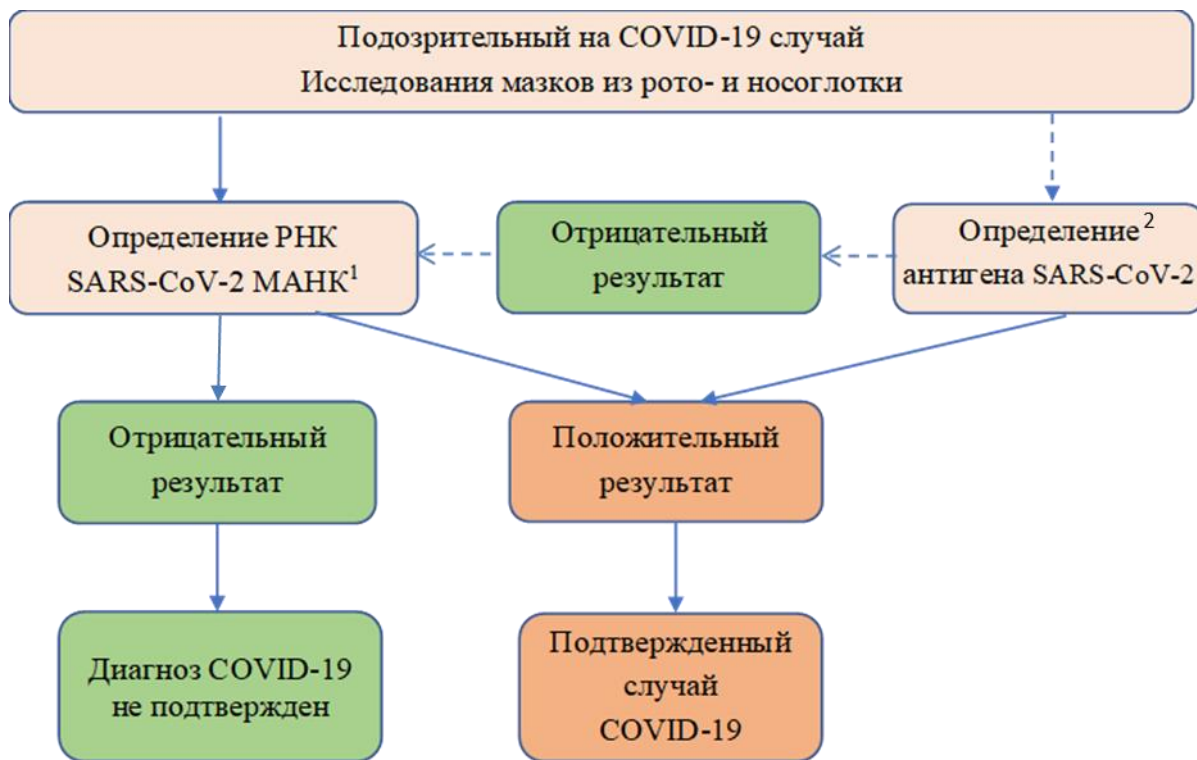 Подозрительный на COVID-19 случай
Исследования мазков из рото- и носоглотки
Определение РНК
SARS-CoV-2 МАНК¹
Отрицательный
результат
Определение²
антигена SARS-CoV-2
Отрицательный
результат
Положительный
результат
Диагноз COVID-19
не подтвержден
Подтвержденный
случай
COVID-19